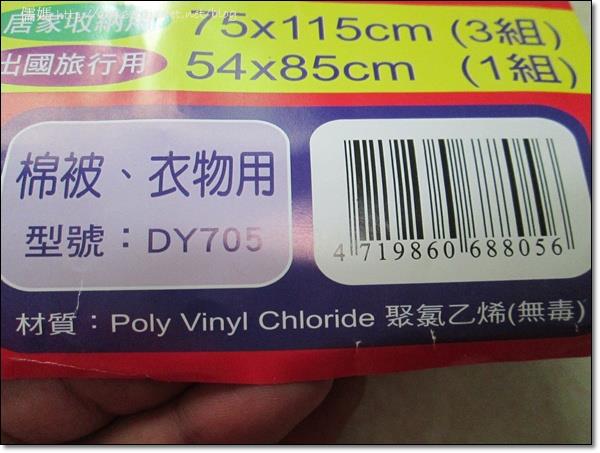 儒媽
居家收納用 75x115cm (3組)
出國旅行用 54x85cm (1組)
棉被、衣物用
型號：DY705
4 719860 688056
材質：Poly Vinyl Chloride 聚氯乙烯(無毒)